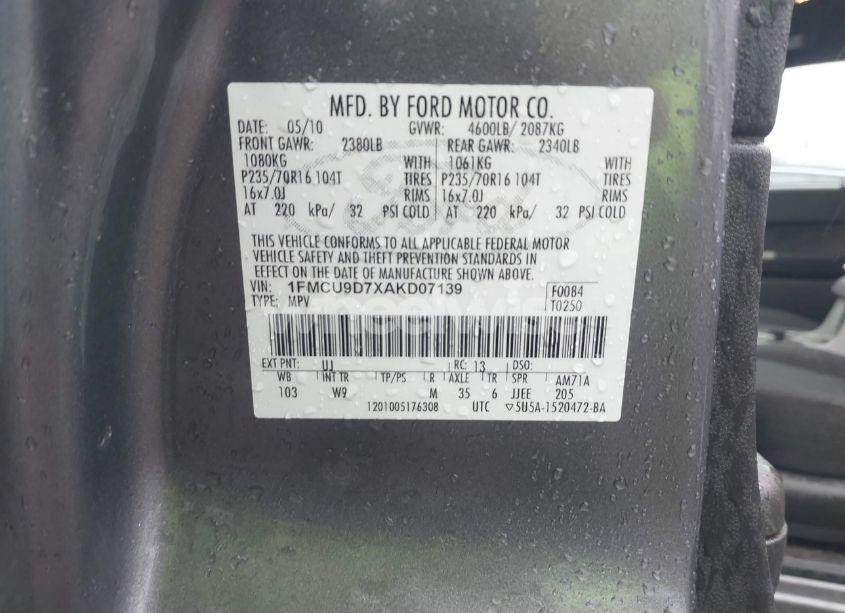 MFD. BY FORD MOTOR CO.
DATE: 05/10 GVWR: 4600LB/ 2087KG
FRONT GAWR: 2380LB REAR GAWR: 2340LB
1080KG WITH 1061KG WITH
P235/70R16 104T TIRES P235/70R16 104T TIRES
16x7.0J RIMS 16x7.0J RIMS
AT 220 kPa/ 32 PSI COLD AT 220 kPa/ 32 PSI COLD
THIS VEHICLE CONFORMS TO ALL APPLICABLE FEDERAL MOTOR
VEHICLE SAFETY AND THEFT PREVENTION STANDARDS IN
EFFECT ON THE DATE OF MANUFACTURE SHOWN ABOVE.
VIN: 1FMCU9D7XAKD07139 F0084
TYPE: MPV T0250
EXT PNT: UJ RC: 13 DSO:
WB INT TR TP/PS R AXLE TR SPR AM71A
103 W9 M 35 6 JJEE 205
1201005176308 UTC ▽5U5A-1520472-BA